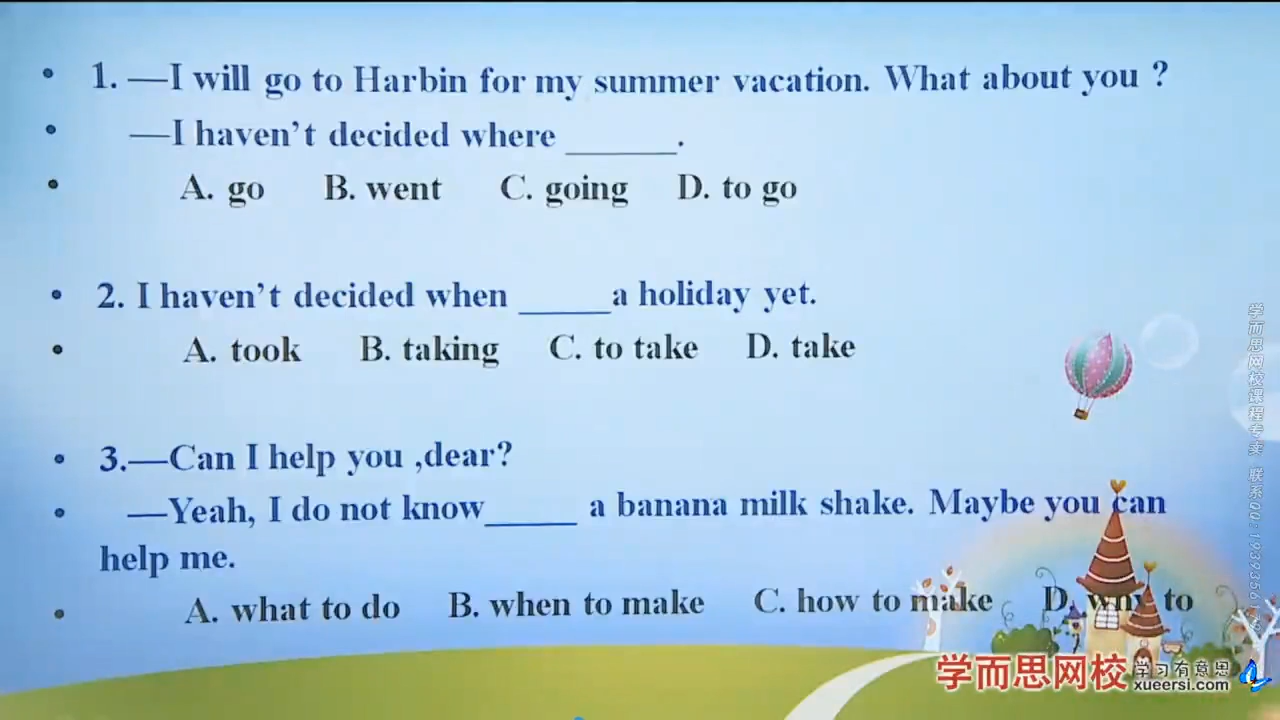 • 1. —I will go to Harbin for my summer vacation. What about you ?
• —I haven't decided where ______.
• A. go B. went C. going D. to go
• 2. I haven't decided when _____a holiday yet.
• A. took B. taking C. to take D. take
• 3.—Can I help you ,dear?
• —Yeah, I do not know_____ a banana milk shake. Maybe you can
help me.
• A. what to do B. when to make C. how to make D. why to
学而思网校 学习有意思
xueersi.com
学而思网校课程专卖 联系